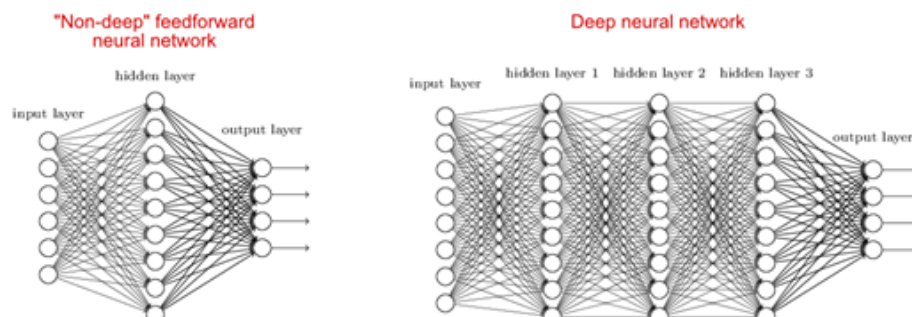 "Non-deep" feedforward
neural network
hidden layer
input layer
output layer
Deep neural network
hidden layer 1 hidden layer 2 hidden layer 3
input layer
output layer